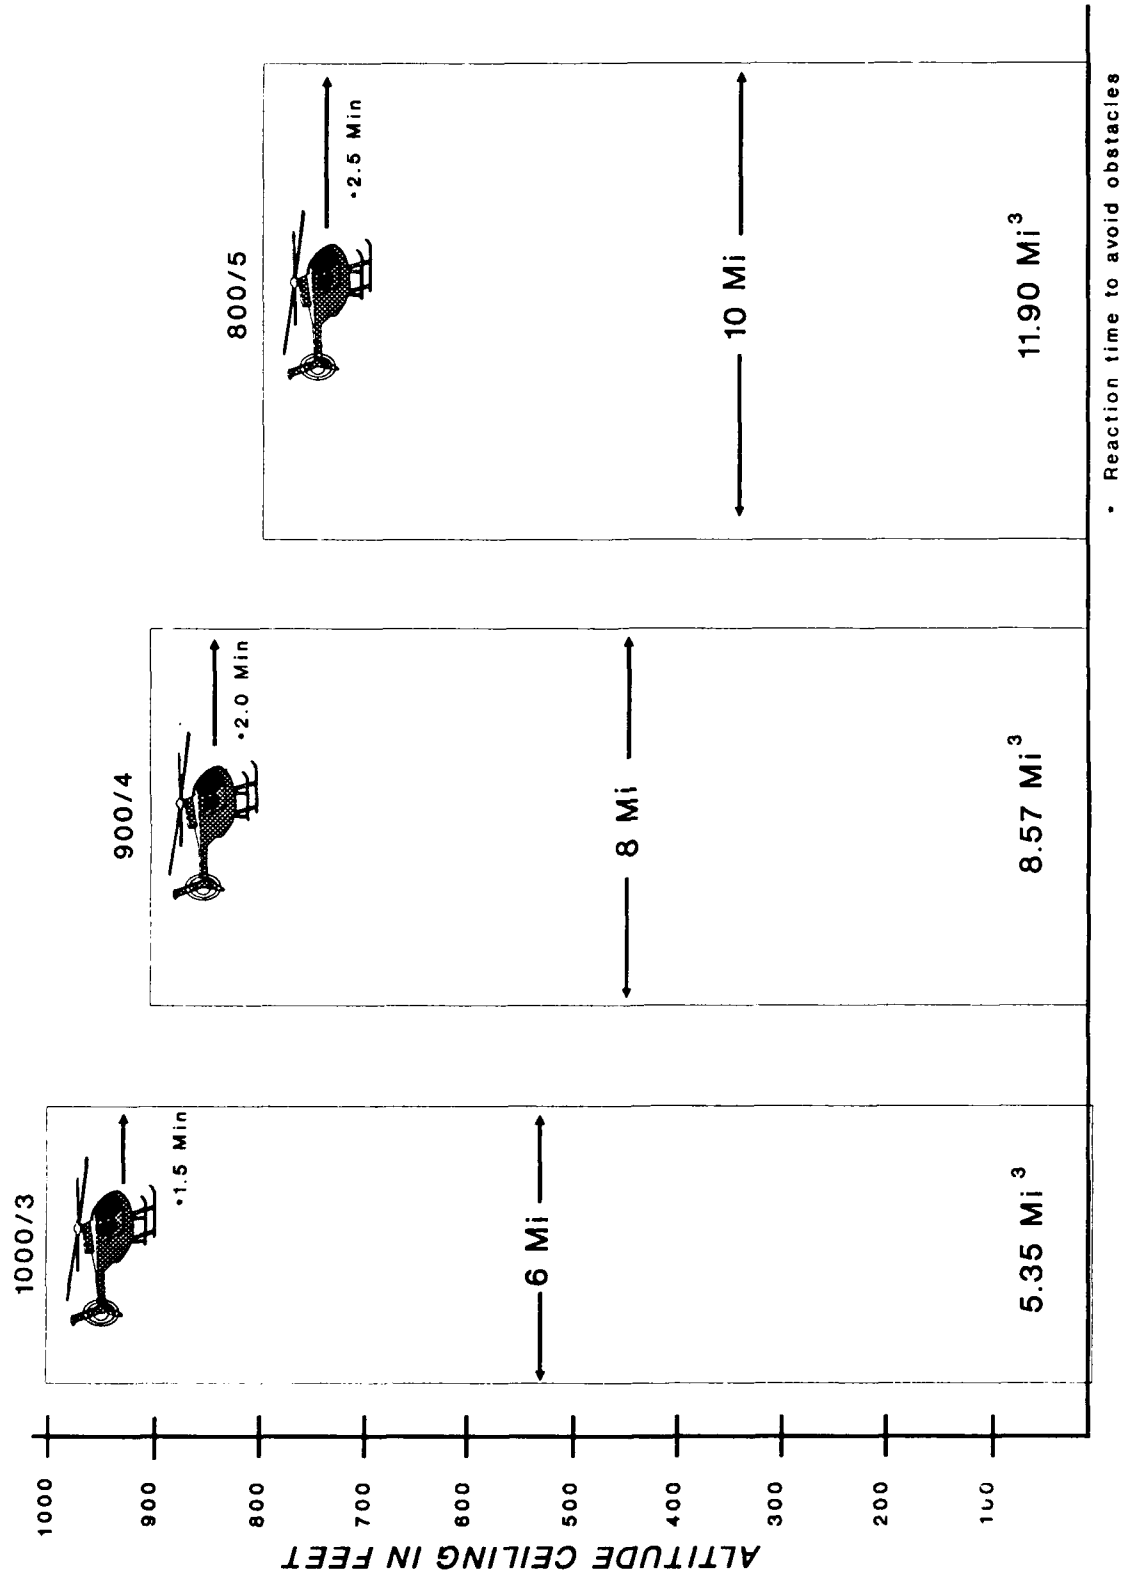 ALTITUDE CEILING IN FEET
1000
900
800
700
600
500
400
300
200
100
1000/3
*1.5 Min
6 Mi
5.35 Mi³
900/4
*2.0 Min
8 Mi
8.57 Mi³
800/5
*2.5 Min
10 Mi
11.90 Mi³
* Reaction time to avoid obstacles